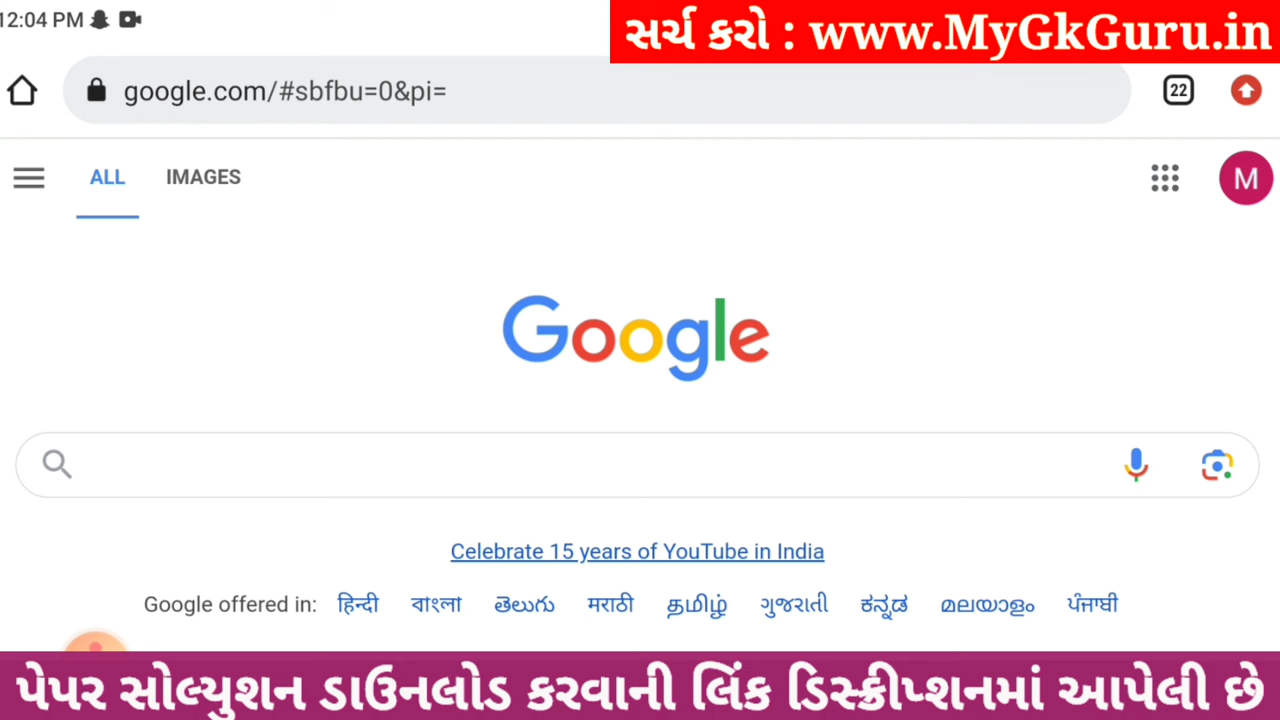 12:04 PM
સર્ચ કરો : www.MyGkGuru.in
google.com/#sbfbu=0&pi=
22
ALL IMAGES
M
Google
Celebrate 15 years of YouTube in India
Google offered in: हिन्दी বাংলা తెలుగు मराठी தமிழ் ગુજરાતી ಕನ್ನಡ മലയാളം ਪੰਜਾਬੀ
પેપર સોલ્યુશન ડાઉનલોડ કરવાની લિંક ડિસ્ક્રીપ્શનમાં આપેલી છે